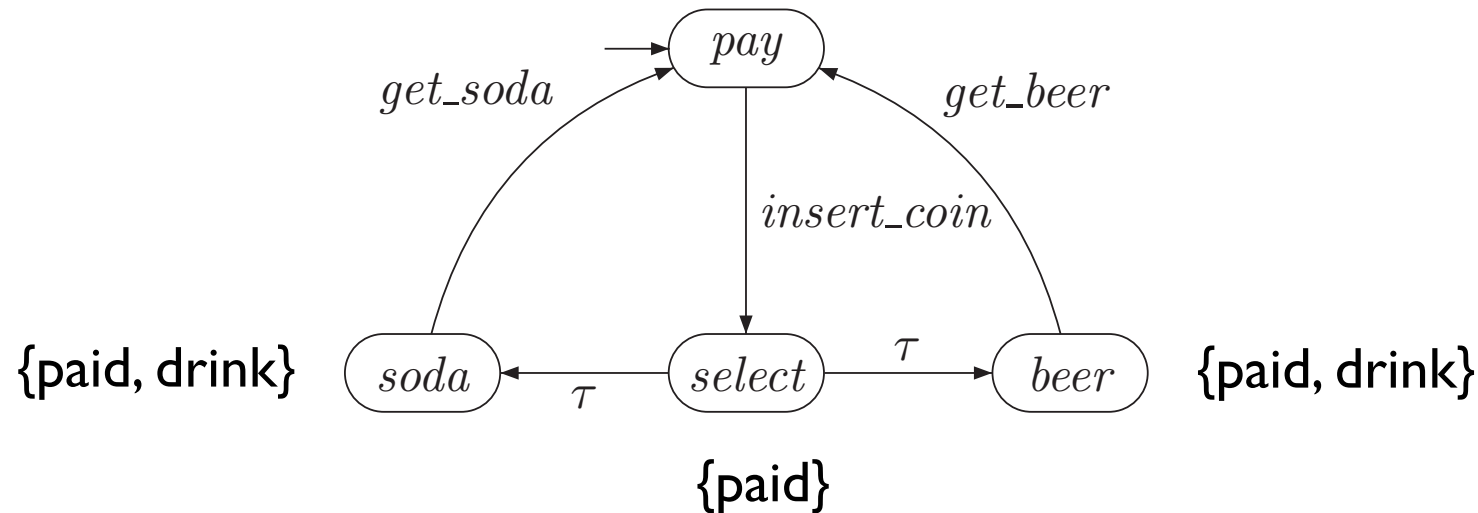 pay
get_soda
get_beer
insert_coin
τ
{paid, drink}
soda
τ
select
beer
{paid, drink}
{paid}